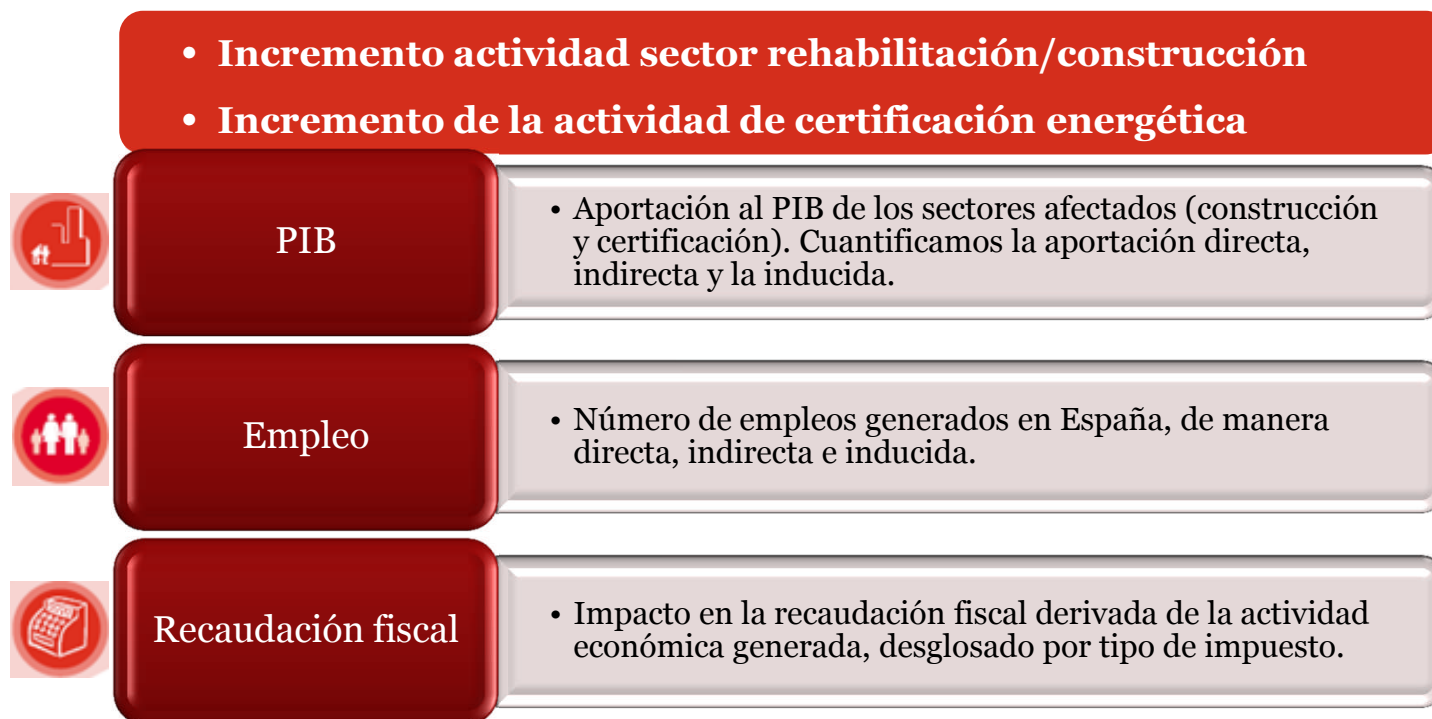 • Incremento actividad sector rehabilitación/construcción
• Incremento de la actividad de certificación energética
PIB
• Aportación al PIB de los sectores afectados (construcción
y certificación). Cuantificamos la aportación directa,
indirecta y la inducida.
Empleo
• Número de empleos generados en España, de manera
directa, indirecta e inducida.
Recaudación fiscal
• Impacto en la recaudación fiscal derivada de la actividad
económica generada, desglosado por tipo de impuesto.